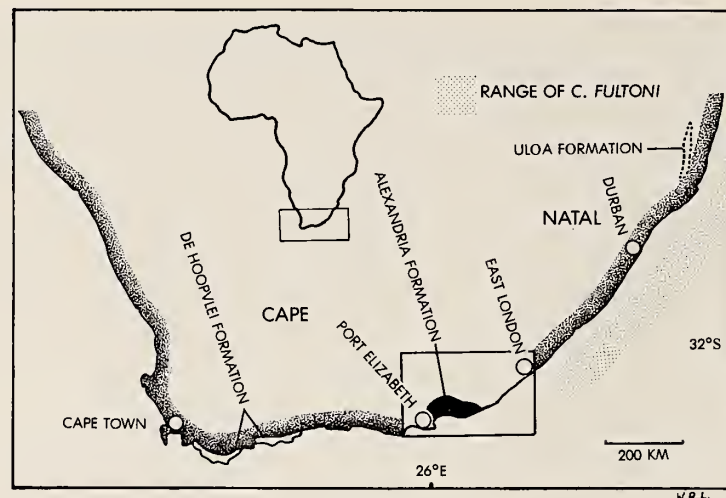 RANGE OF C. FULTONI
ULOA FORMATION
DURBAN
NATAL
ALEXANDRIA FORMATION
DE HOOPVLEI FORMATION
EAST LONDON
CAPE
PORT ELIZABETH
32°S
CAPE TOWN
200 KM
26°E